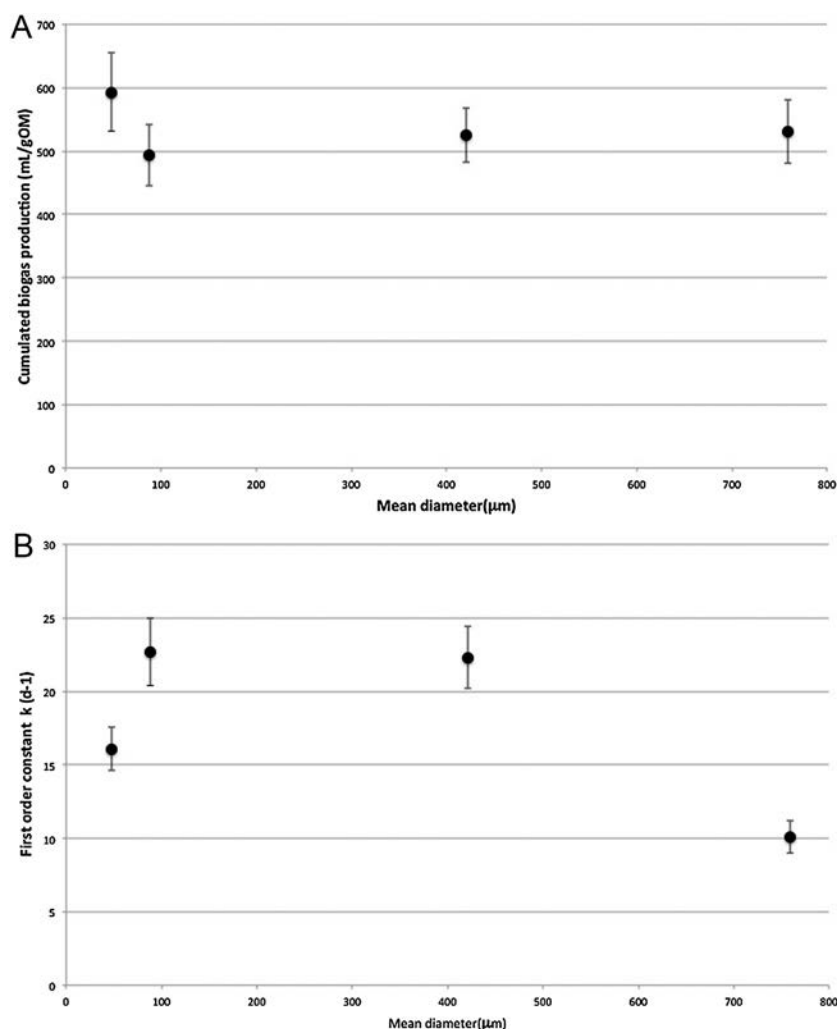 A
700
600
500
400
300
200
100
0
Cumulated biogas production (mL/gOM)
0 100 200 300 400 500 600 700 800
Mean diameter(µm)
B
30
25
20
15
10
5
0
First order constant k (d-1)
0 100 200 300 400 500 600 700 800
Mean diameter(µm)